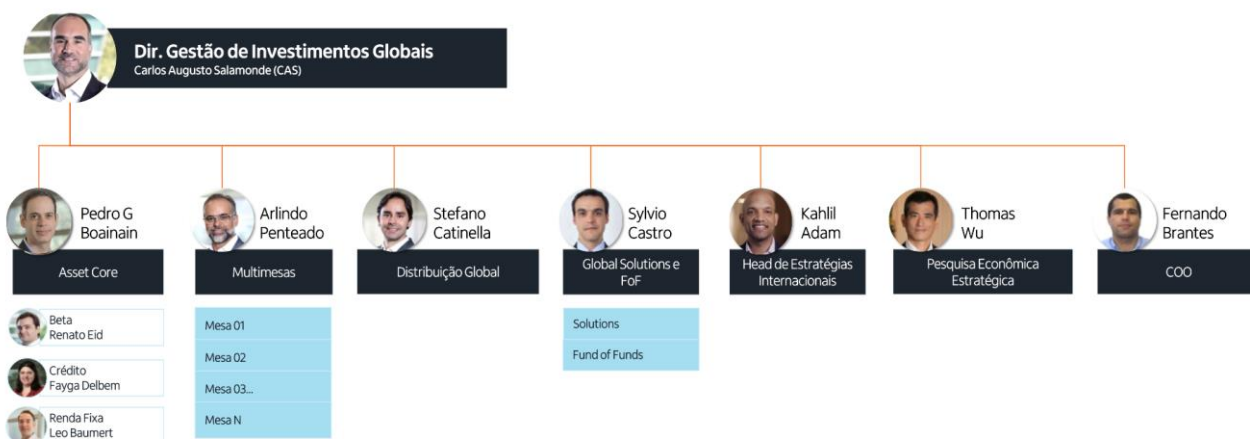 Dir. Gestão de Investimentos Globais
Carlos Augusto Salamonde (CAS)
Pedro G
Boainain
Asset Core
Beta
Renato Eid
Crédito
Fayga Delbem
Renda Fixa
Leo Baumert
Arlindo
Penteado
Multimesas
Mesa 01
Mesa 02
Mesa 03...
Mesa N
Stefano
Catinella
Distribuição Global
Sylvio
Castro
Global Solutions e
FoF
Solutions
Fund of Funds
Kahlil
Adam
Head de Estratégias
Internacionais
Thomas
Wu
Pesquisa Econômica
Estratégica
Fernando
Brantes
COO